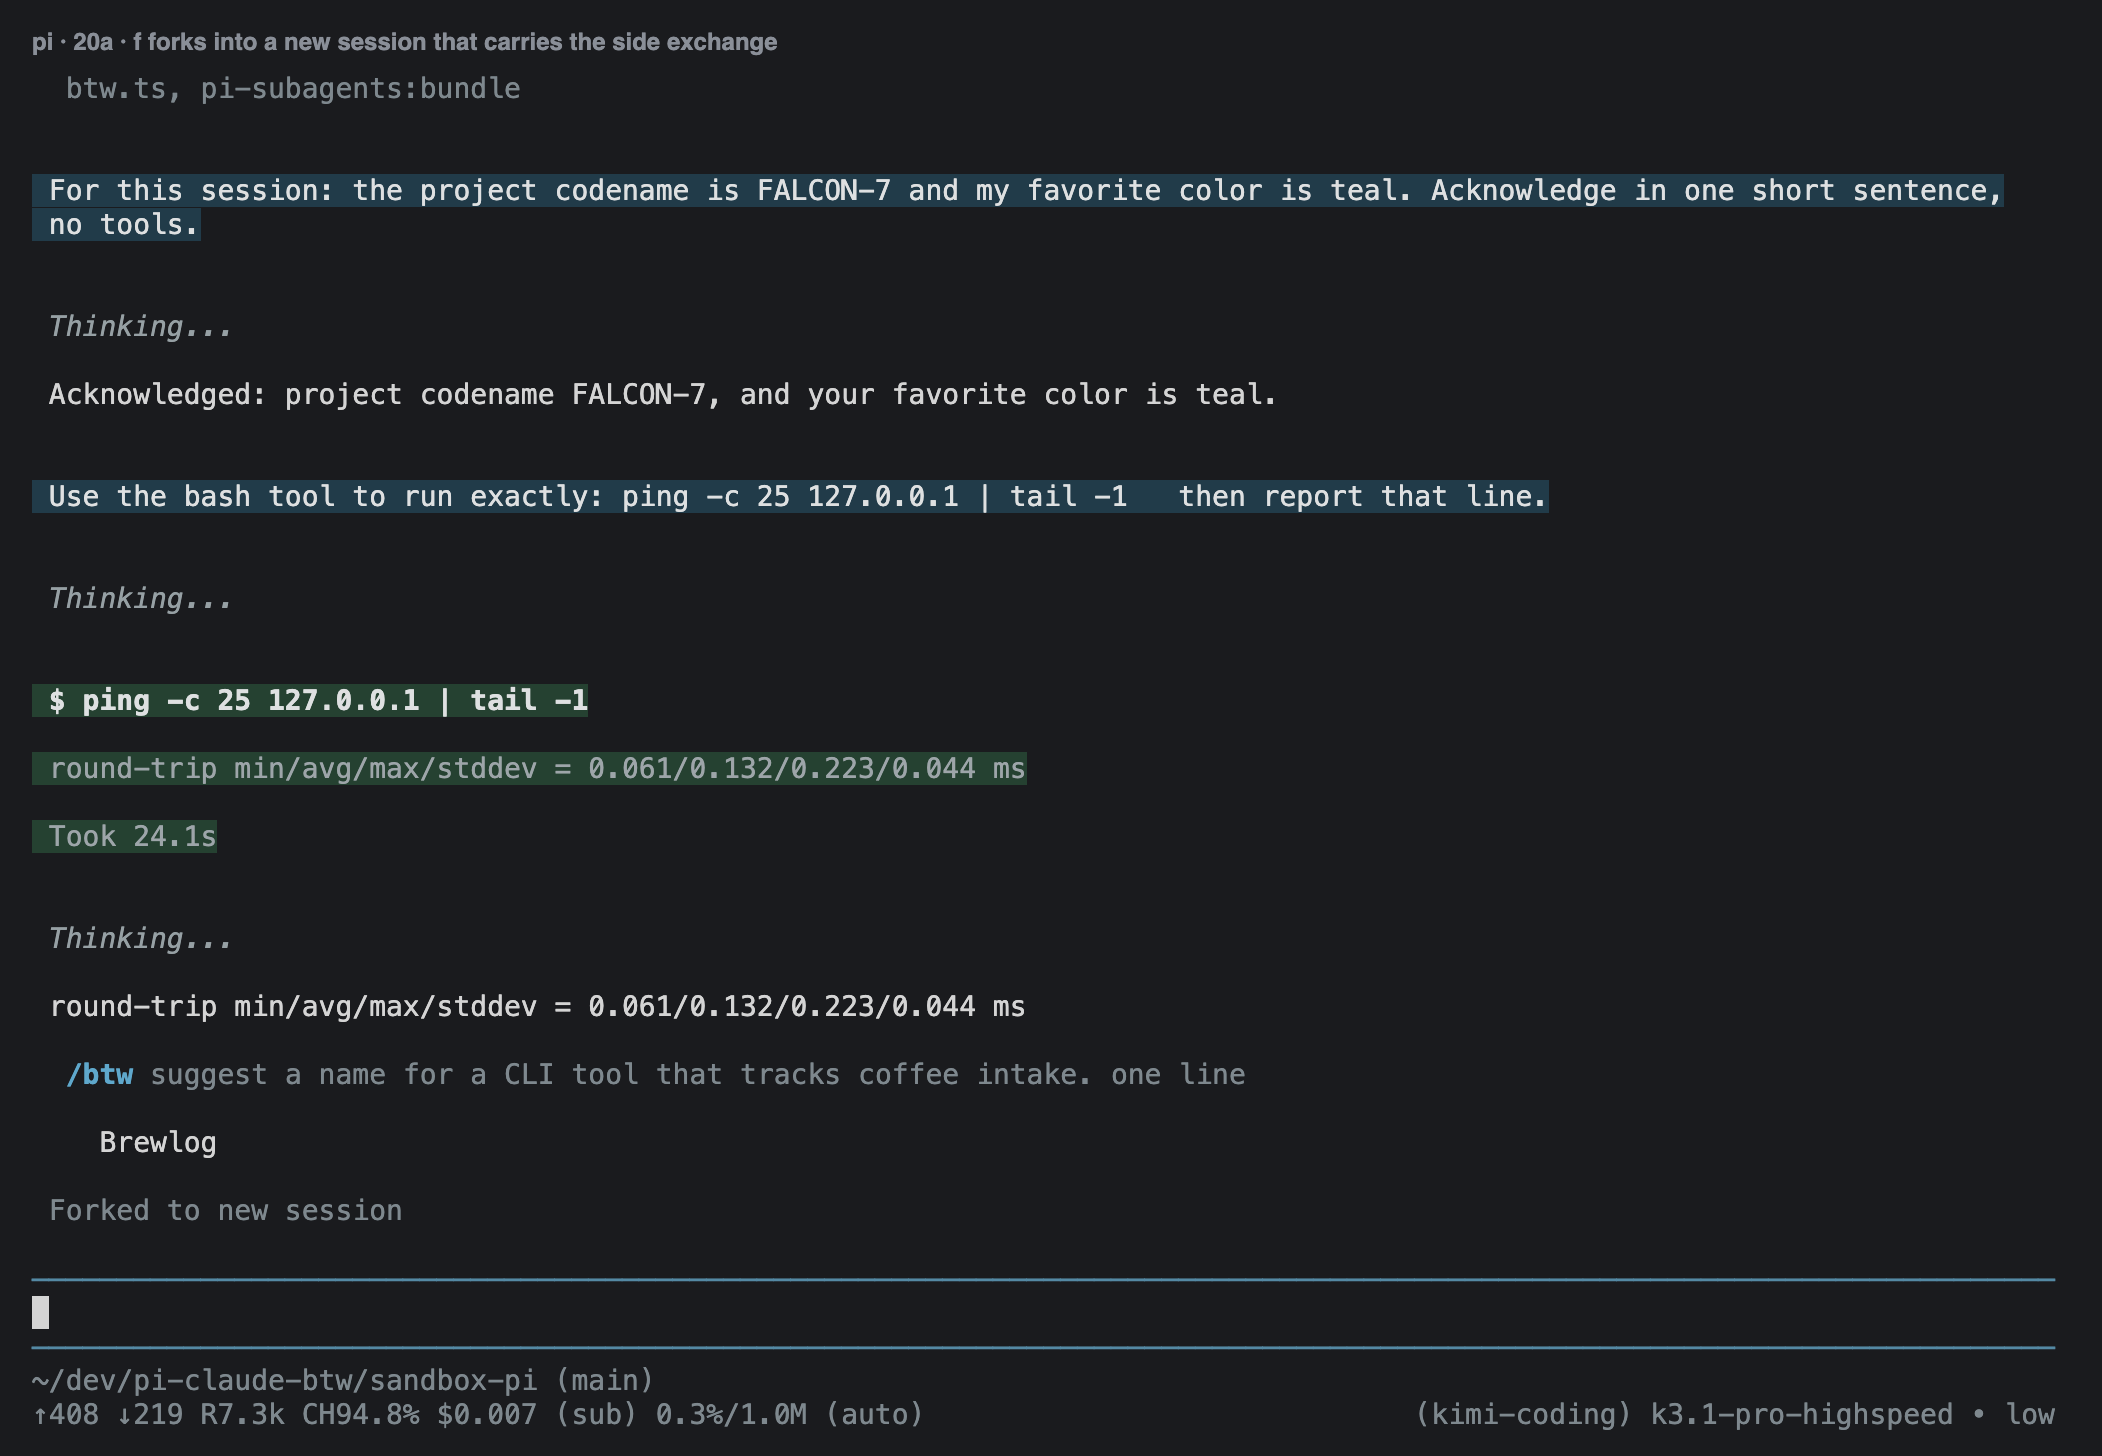 pi · 20a · f forks into a new session that carries the side exchange
btw.ts, pi-subagents:bundle
For this session: the project codename is FALCON-7 and my favorite color is teal. Acknowledge in one short sentence,
no tools.
Thinking...
Acknowledged: project codename FALCON-7, and your favorite color is teal.
Use the bash tool to run exactly: ping -c 25 127.0.0.1 | tail -1   then report that line.
Thinking...
$ ping -c 25 127.0.0.1 | tail -1
round-trip min/avg/max/stddev = 0.061/0.132/0.223/0.044 ms
Took 24.1s
Thinking...
round-trip min/avg/max/stddev = 0.061/0.132/0.223/0.044 ms
/btw suggest a name for a CLI tool that tracks coffee intake. one line
Brewlog
Forked to new session
~/dev/pi-claude-btw/sandbox-pi (main)
↑408 ↓219 R7.3k CH94.8% $0.007 (sub) 0.3%/1.0M (auto) (kimi-coding) k3.1-pro-highspeed • low